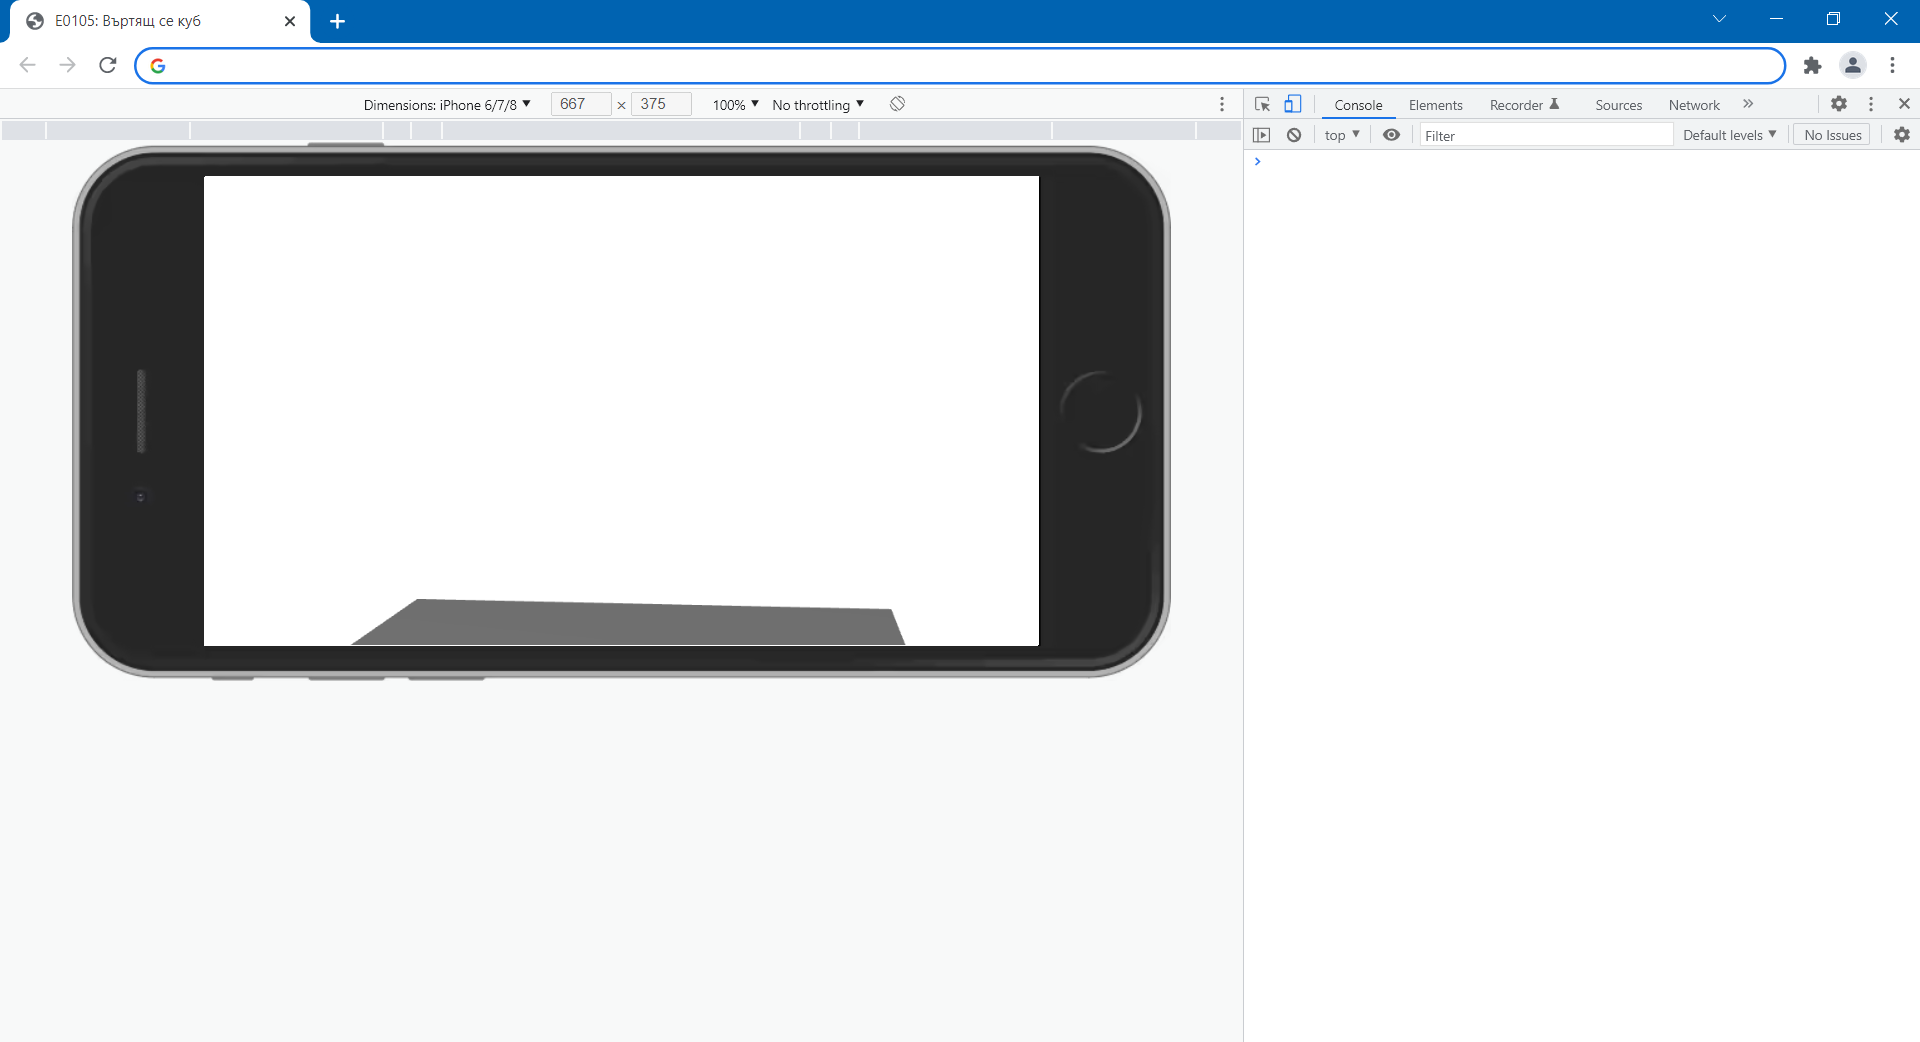 E0105: Въртящ се куб
Dimensions: iPhone 6/7/8 ▼ 667 × 375 100% ▼ No throttling ▼
Console Elements Recorder Sources Network »
top ▼ Filter Default levels ▼ No Issues